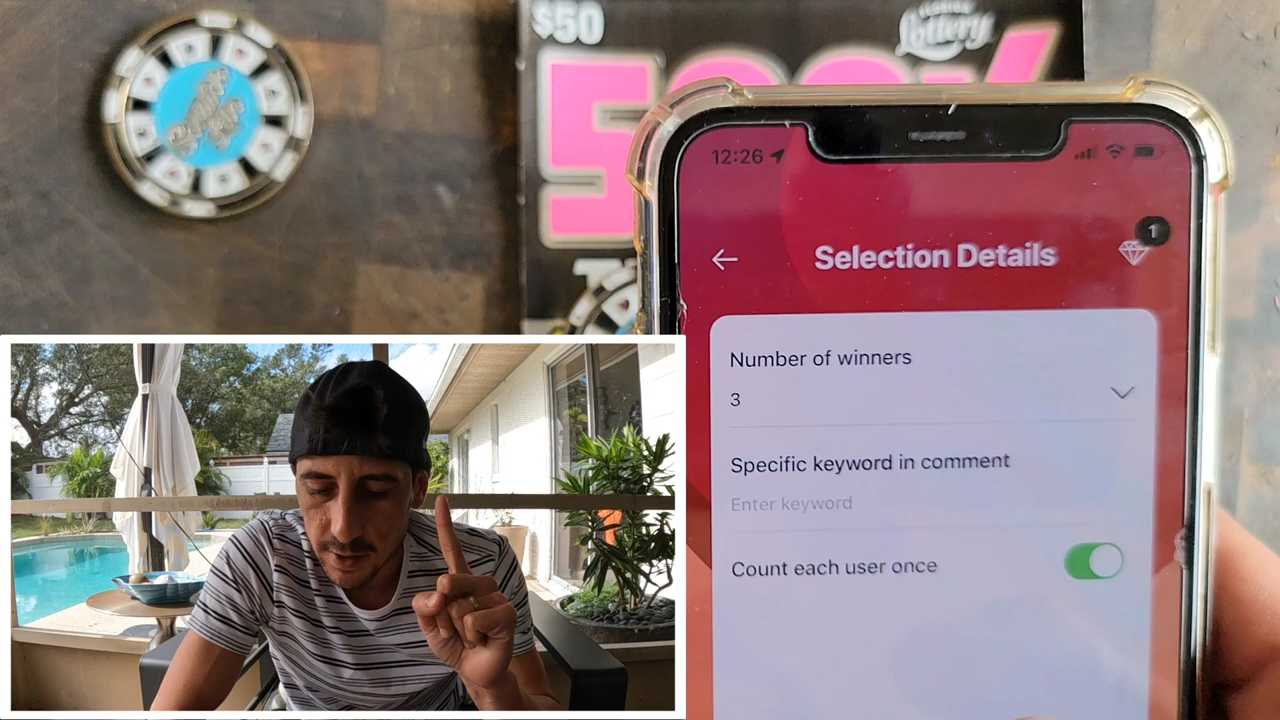 $50
Lottery
12:26
1
Selection Details
Number of winners
3
Specific keyword in comment
Enter keyword
Count each user once